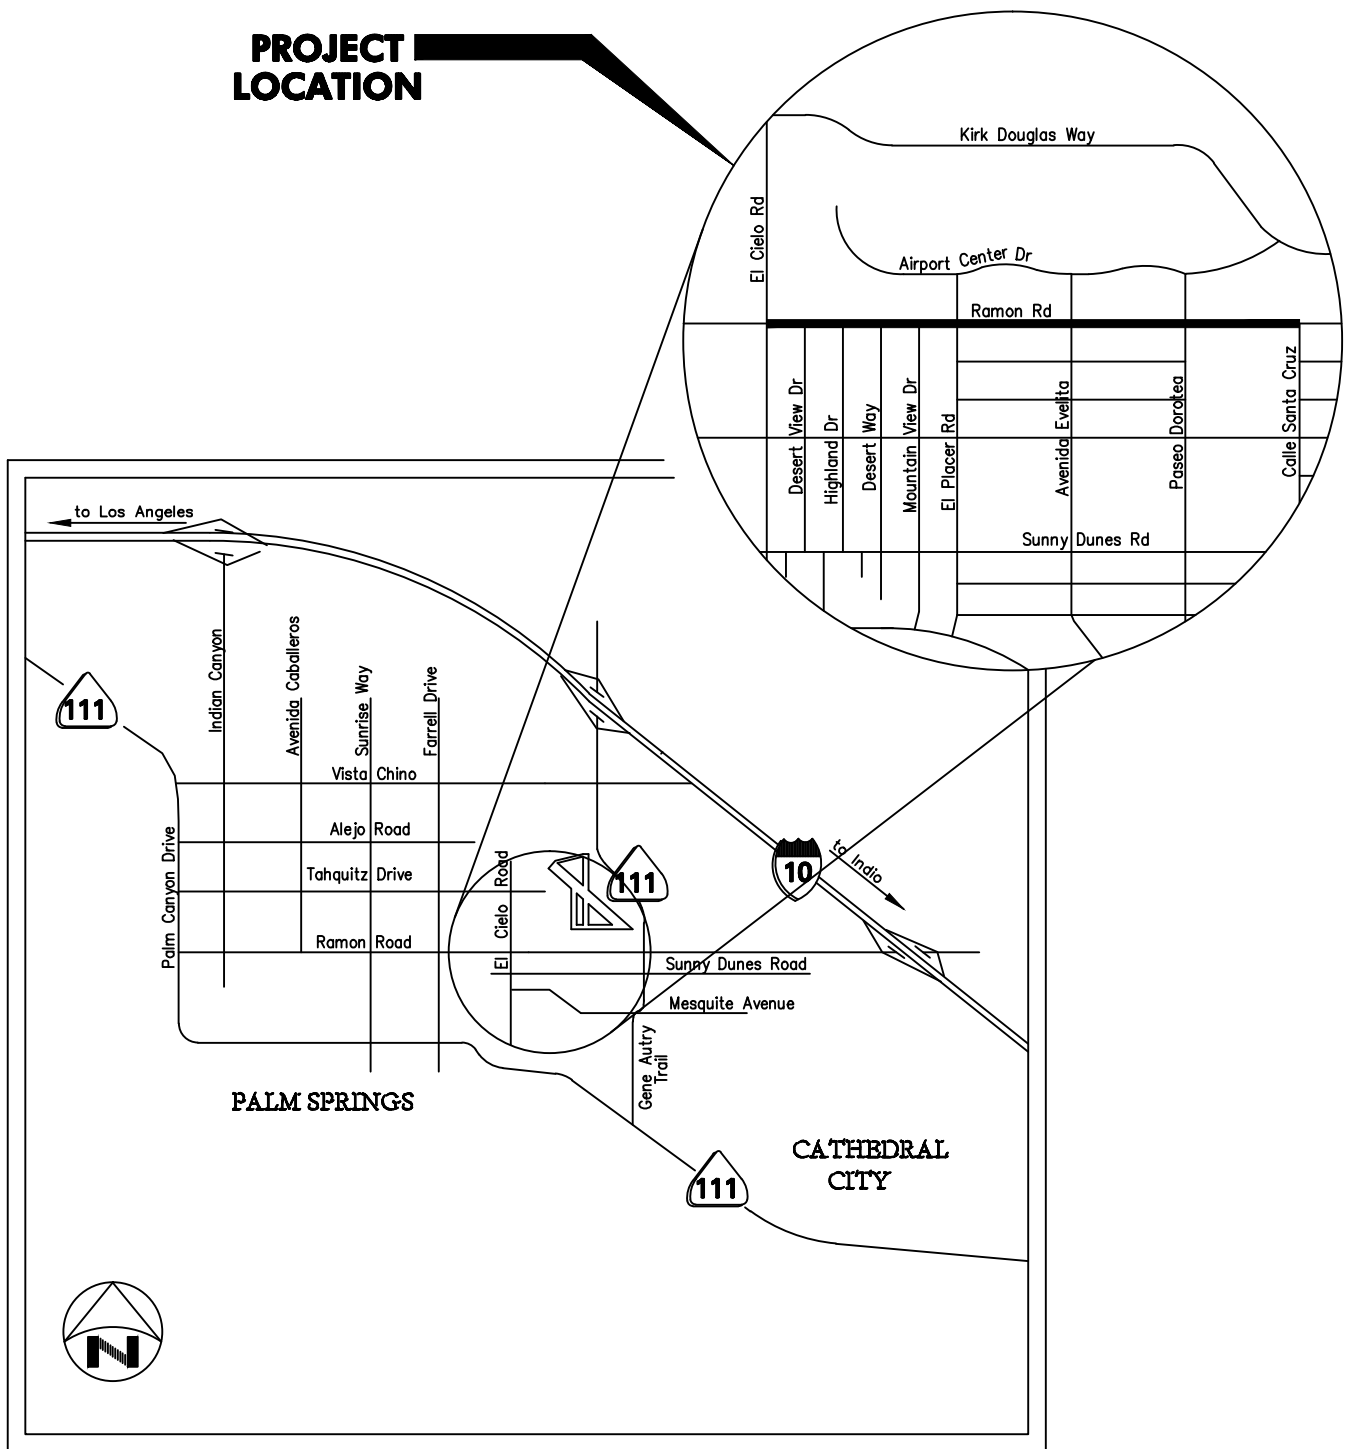 PROJECT
LOCATION
Kirk Douglas Way
El Cielo Rd
Airport Center Dr
Ramon Rd
Desert View Dr
Highland Dr
Desert Way
Mountain View Dr
El Placer Rd
Avenida Evelita
Paseo Dorotea
Calle Santa Cruz
Sunny Dunes Rd
to Los Angeles
111
Indian Canyon
Avenida Caballeros
Sunrise Way
Farrell Drive
Vista Chino
Alejo Road
Tahquitz Drive
Palm Canyon Drive
Ramon Road
El Cielo Road
111
10
to Indio
Sunny Dunes Road
Mesquite Avenue
Gene Autry
Trail
PALM SPRINGS
CATHEDRAL
CITY
111
N